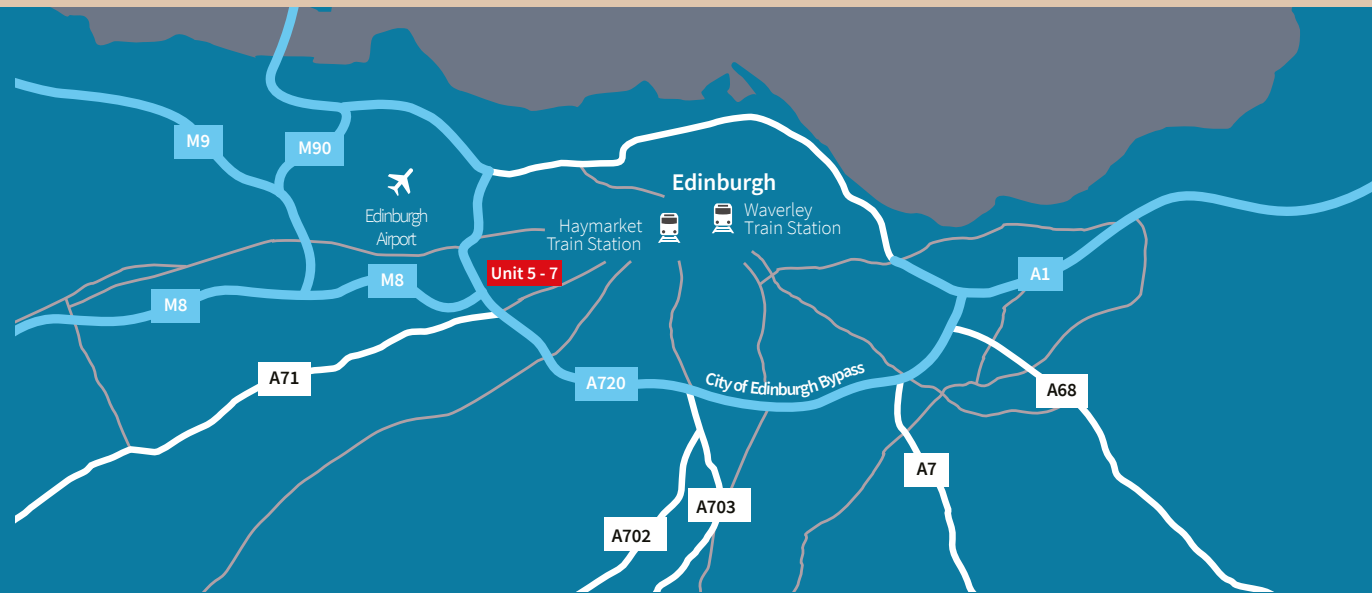 M9
M90
Edinburgh
Airport
Edinburgh
Haymarket
Train Station
Waverley
Train Station
Unit 5 - 7
M8
M8
A1
A71
A720
City of Edinburgh Bypass
A68
A7
A703
A702